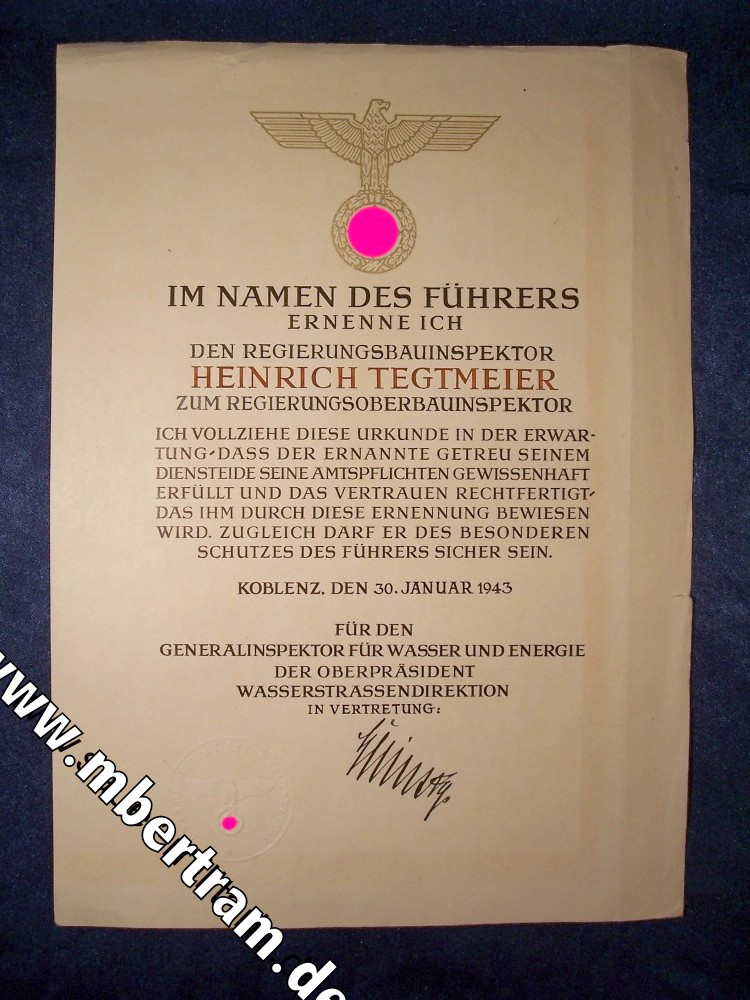 IM NAMEN DES FÜHRERS
ERNENNE ICH
DEN REGIERUNGSBAUINSPEKTOR
HEINRICH TEGTMEIER
ZUM REGIERUNGSOBERBAUINSPEKTOR
ICH VOLLZIEHE DIESE URKUNDE IN DER ERWAR-
TUNG, DASS DER ERNANNTE GETREU SEINEM
DIENSTEIDE SEINE AMTSPFLICHTEN GEWISSENHAFT
ERFÜLLT UND DAS VERTRAUEN RECHTFERTIGT,
DAS IHM DURCH DIESE ERNENNUNG BEWIESEN
WIRD. ZUGLEICH DARF ER DES BESONDEREN
SCHUTZES DES FÜHRERS SICHER SEIN.
KOBLENZ, DEN 30. JANUAR 1943
FÜR DEN
GENERALINSPEKTOR FÜR WASSER UND ENERGIE
DER OBERPRÄSIDENT
WASSERSTRASSENDIREKTION
IN VERTRETUNG:
www.mbertram.de